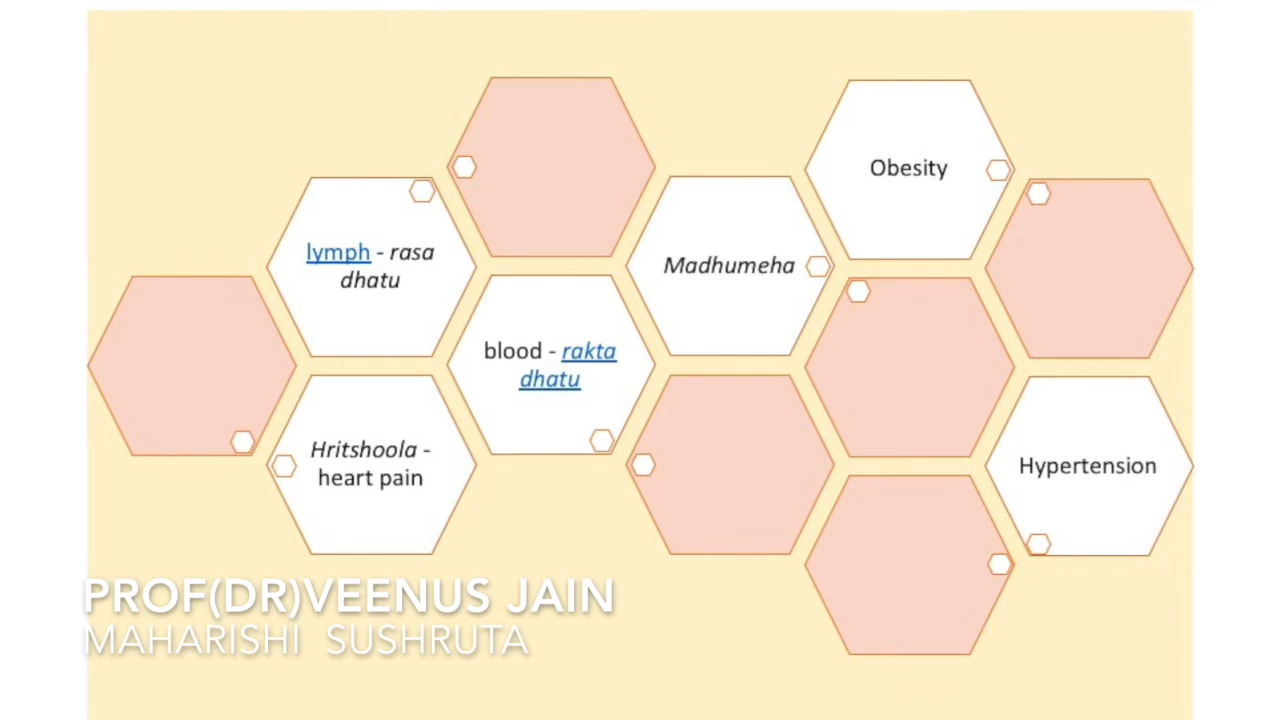 Obesity
lymph - rasa
dhatu
Madhumeha
blood - rakta
dhatu
Hritshoola -
heart pain
Hypertension
PROF(DR)VEENUS JAIN
MAHARISHI SUSHRUTA